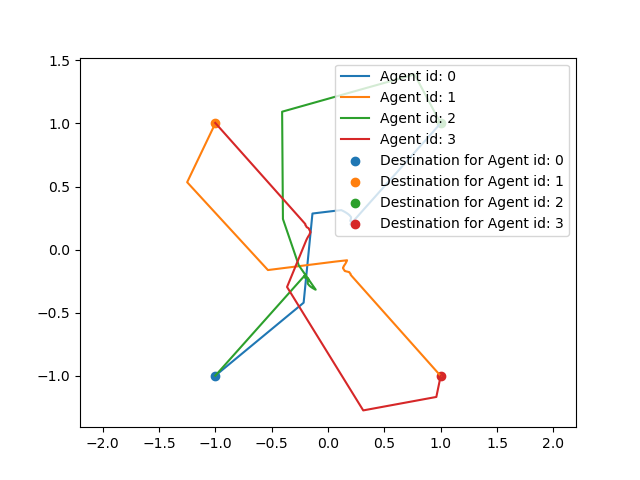 1.5
1.0
0.5
0.0
−0.5
−1.0
−2.0
−1.5
−1.0
−0.5
0.0
0.5
1.0
1.5
2.0
Agent id: 0
Agent id: 1
Agent id: 2
Agent id: 3
Destination for Agent id: 0
Destination for Agent id: 1
Destination for Agent id: 2
Destination for Agent id: 3